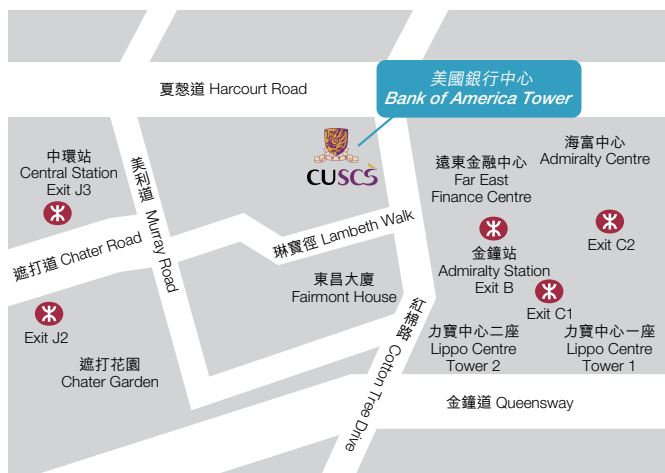 夏慤道 Harcourt Road
美國銀行中心
Bank of America Tower
中環站
Central Station
Exit J3
美利道 Murray Road
CUSCS
遠東金融中心
Far East
Finance Centre
海富中心
Admiralty Centre
遮打道 Chater Road
琳寶徑 Lambeth Walk
金鐘站
Admiralty Station
Exit B
Exit C2
東昌大廈
Fairmont House
Exit C1
Exit J2
紅棉路 Cotton Tree Drive
力寶中心二座
Lippo Centre
Tower 2
力寶中心一座
Lippo Centre
Tower 1
遮打花園
Chater Garden
金鐘道 Queensway